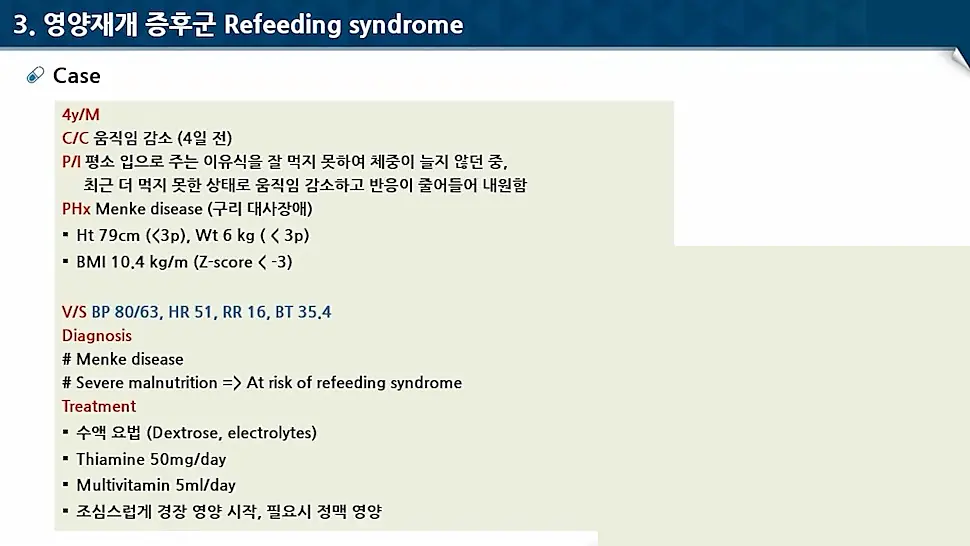 3. 영양재개 증후군 Refeeding syndrome
Case
4y/M
C/C 움직임 감소 (4일 전)
P/I 평소 입으로 주는 이유식을 잘 먹지 못하여 체중이 늘지 않던 중,
최근 더 먹지 못한 상태로 움직임 감소하고 반응이 줄어들어 내원함
PHx Menke disease (구리 대사장애)
▪ Ht 79cm (<3p), Wt 6 kg ( < 3p)
▪ BMI 10.4 kg/m (Z-score < -3)
V/S BP 80/63, HR 51, RR 16, BT 35.4
Diagnosis
# Menke disease
# Severe malnutrition => At risk of refeeding syndrome
Treatment
▪ 수액 요법 (Dextrose, electrolytes)
▪ Thiamine 50mg/day
▪ Multivitamin 5ml/day
▪ 조심스럽게 경장 영양 시작, 필요시 정맥 영양